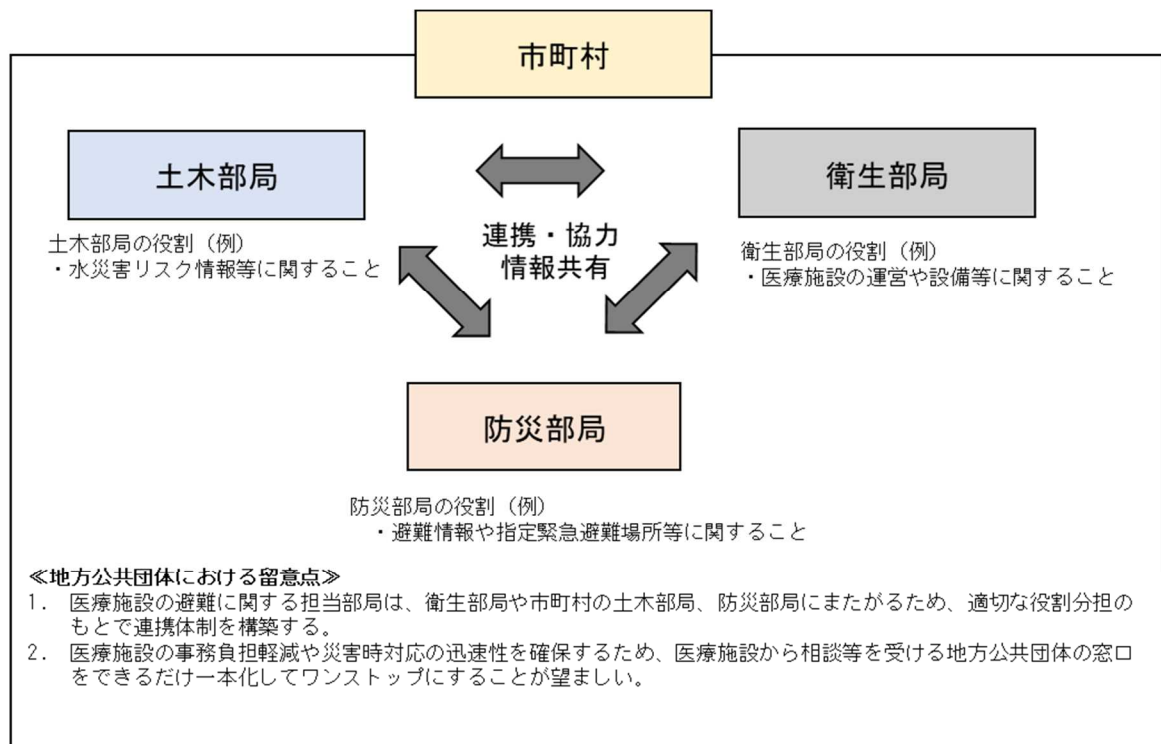 市町村
土木部局
衛生部局
土木部局の役割（例）
・水災害リスク情報等に関すること
連携・協力
情報共有
衛生部局の役割（例）
・医療施設の運営や設備等に関すること
防災部局
防災部局の役割（例）
・避難情報や指定緊急避難場所等に関すること
≪地方公共団体における留意点≫
1. 医療施設の避難に関する担当部局は、衛生部局や市町村の土木部局、防災部局にまたがるため、適切な役割分担の
もとで連携体制を構築する。
2. 医療施設の事務負担軽減や災害時対応の迅速性を確保するため、医療施設から相談等を受ける地方公共団体の窓口
をできるだけ一本化してワンストップにすることが望ましい。